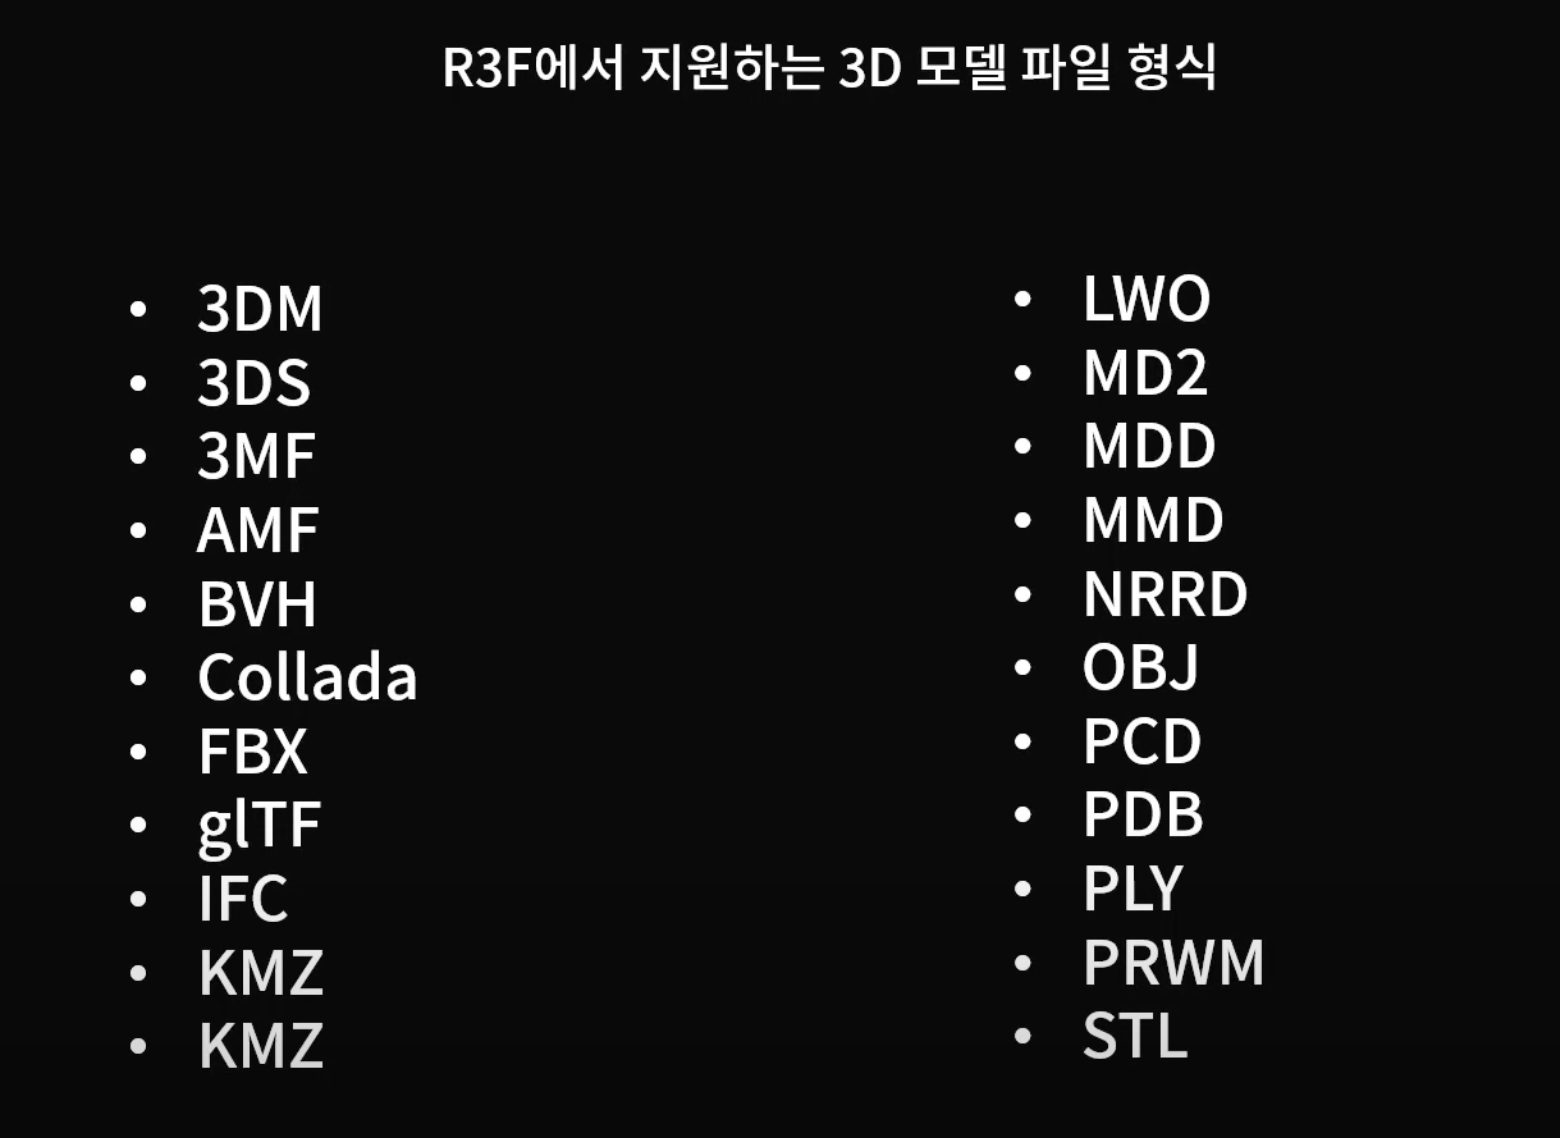 R3F에서 지원하는 3D 모델 파일 형식
• 3DM
• 3DS
• 3MF
• AMF
• BVH
• Collada
• FBX
• glTF
• IFC
• KMZ
• KMZ
• LWO
• MD2
• MDD
• MMD
• NRRD
• OBJ
• PCD
• PDB
• PLY
• PRWM
• STL